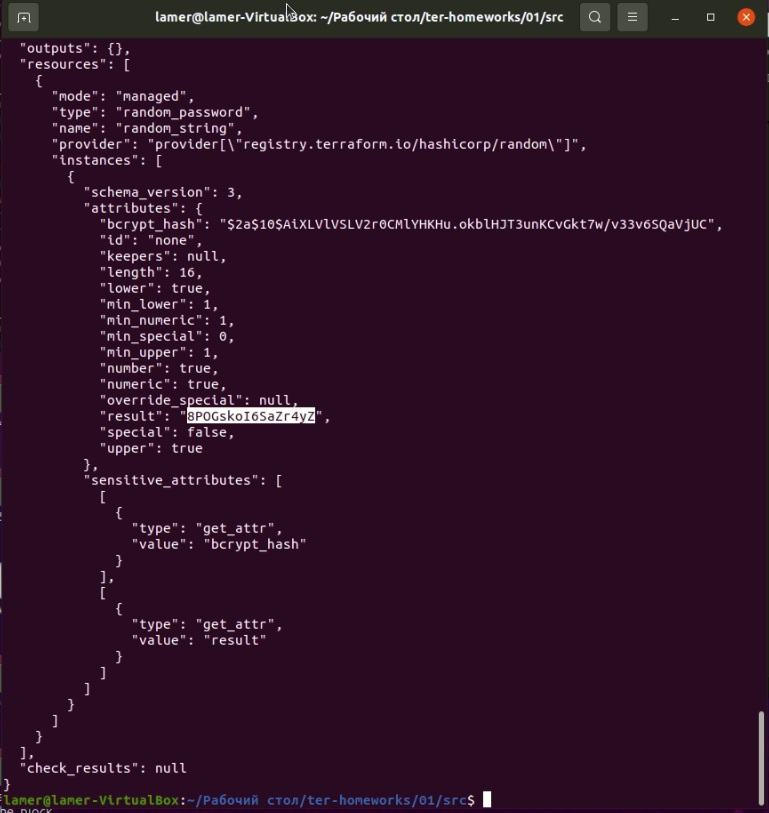 lamer@lamer-VirtualBox: ~/Рабочий стол/ter-homeworks/01/src
"outputs": {},
"resources": [
{
"mode": "managed",
"type": "random_password",
"name": "random_string",
"provider": "provider[\"registry.terraform.io/hashicorp/random\"]",
"instances": [
{
"schema_version": 3,
"attributes": {
"bcrypt_hash": "$2a$10$AiXLVlVSLV2r0CMlYHKHu.okblHJT3unKCvGkt7w/v33v6SQaVjUC",
"id": "none",
"keepers": null,
"length": 16,
"lower": true,
"min_lower": 1,
"min_numeric": 1,
"min_special": 0,
"min_upper": 1,
"number": true,
"numeric": true,
"override_special": null,
"result": "8POGskoI6SaZr4yZ",
"special": false,
"upper": true
},
"sensitive_attributes": [
[
{
"type": "get_attr",
"value": "bcrypt_hash"
}
],
[
{
"type": "get_attr",
"value": "result"
}
]
]
}
]
}
],
"check_results": null
}
lamer@lamer-VirtualBox:~/Рабочий стол/ter-homeworks/01/src$